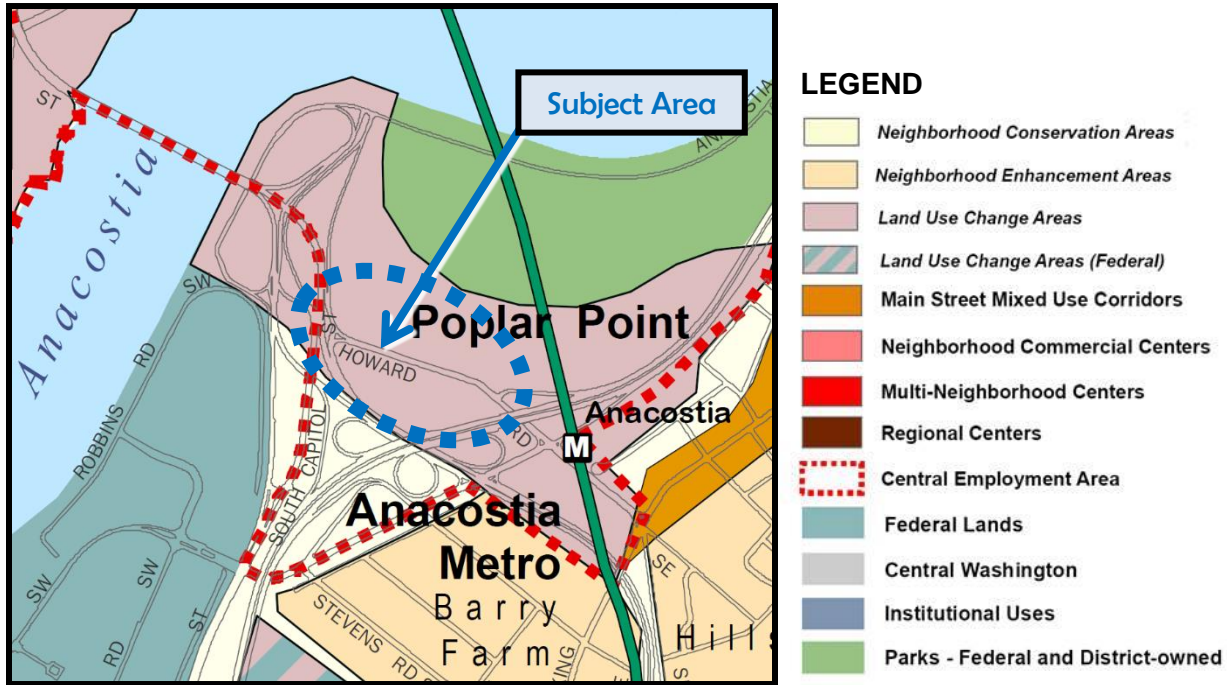 Subject Area
ST
Anacostia
ANACOSTIA
SW
RD
ROBBINS
ST
HOWARD
RD
Poplar Point
Anacostia
M
SOUTH CAPITOL
Anacostia
Metro
Barry
Farm
STEVENS RD S
KING
SE
Hills
SW
SW
RD
ST
E
S
LEGEND
Neighborhood Conservation Areas
Neighborhood Enhancement Areas
Land Use Change Areas
Land Use Change Areas (Federal)
Main Street Mixed Use Corridors
Neighborhood Commercial Centers
Multi-Neighborhood Centers
Regional Centers
Central Employment Area
Federal Lands
Central Washington
Institutional Uses
Parks - Federal and District-owned